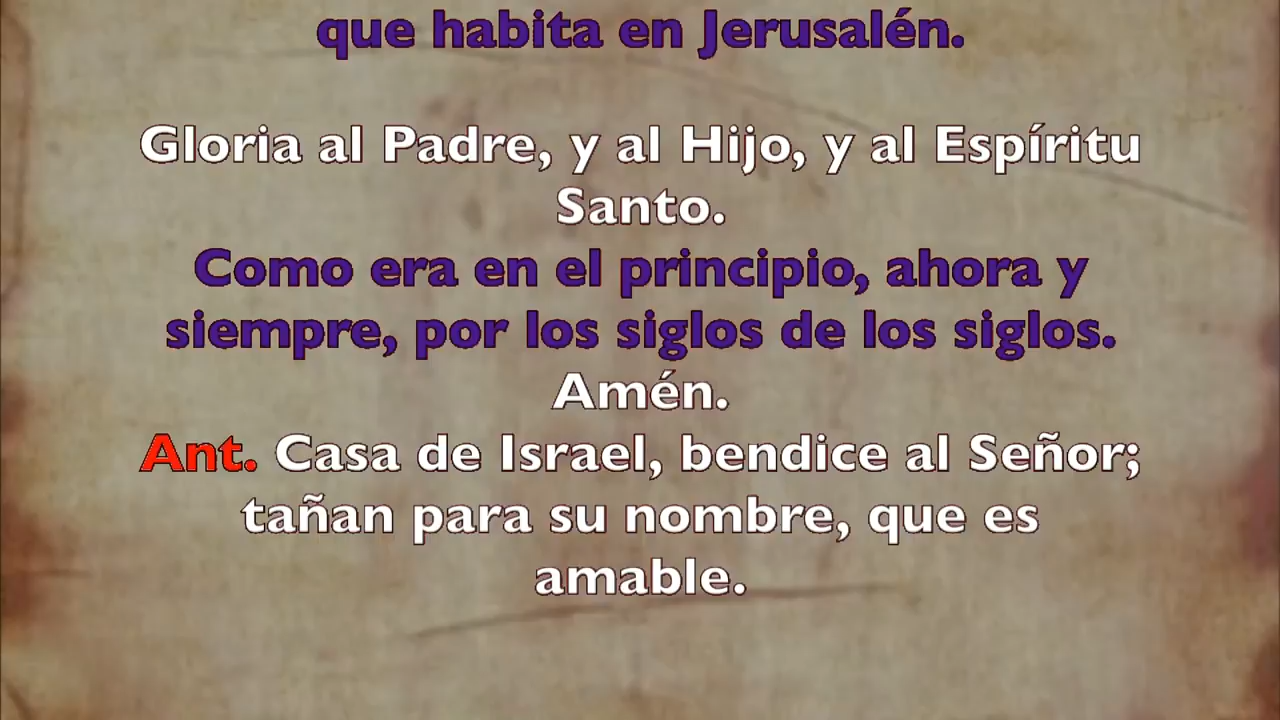 que habita en Jerusalén.
Gloria al Padre, y al Hijo, y al Espíritu
Santo.
Como era en el principio, ahora y
siempre, por los siglos de los siglos.
Amén.
Ant. Casa de Israel, bendice al Señor;
tañan para su nombre, que es
amable.